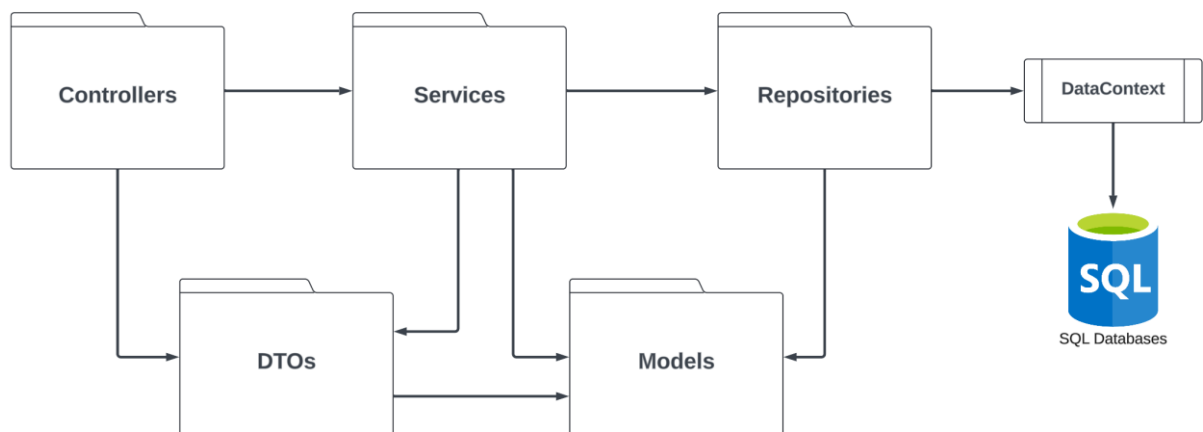 Controllers
Services
Repositories
DataContext
SQL
SQL Databases
DTOs
Models